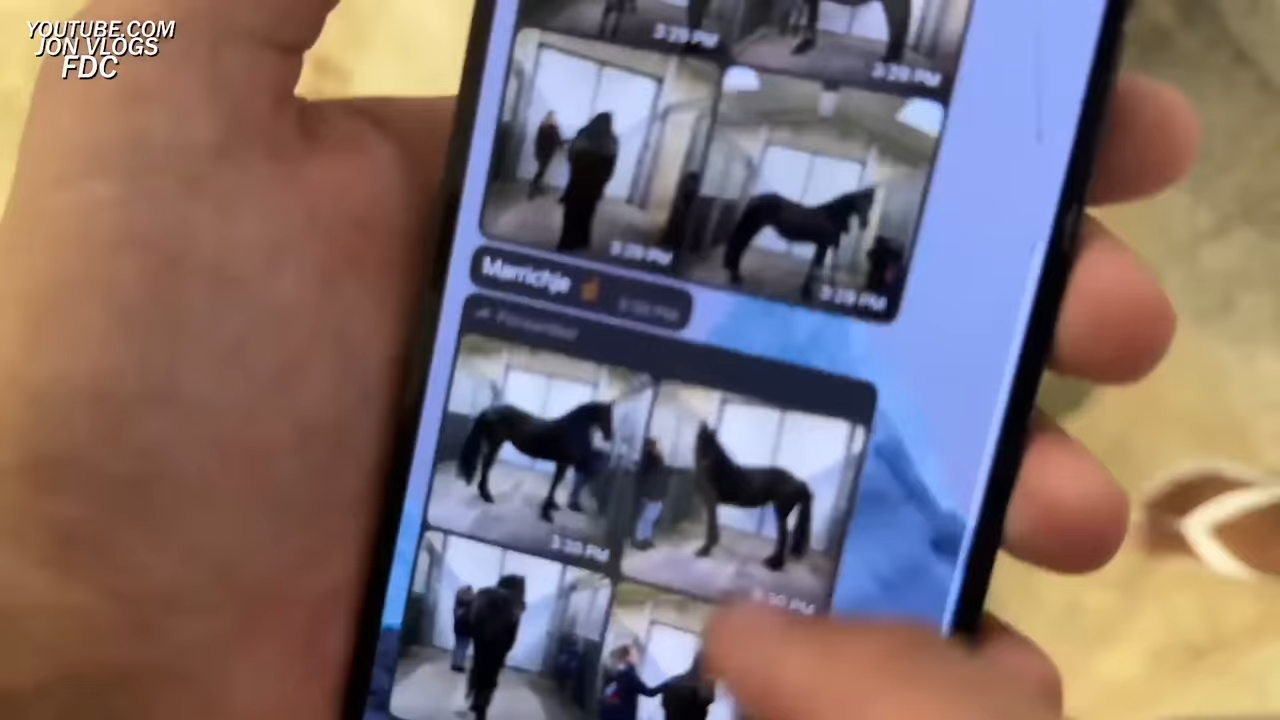 YOUTUBE.COM
JON VLOGS
FDC
3:29 PM
3:29 PM
3:29 PM
3:29 PM
Marrichje ☝🏾
Forwarded
3:30 PM